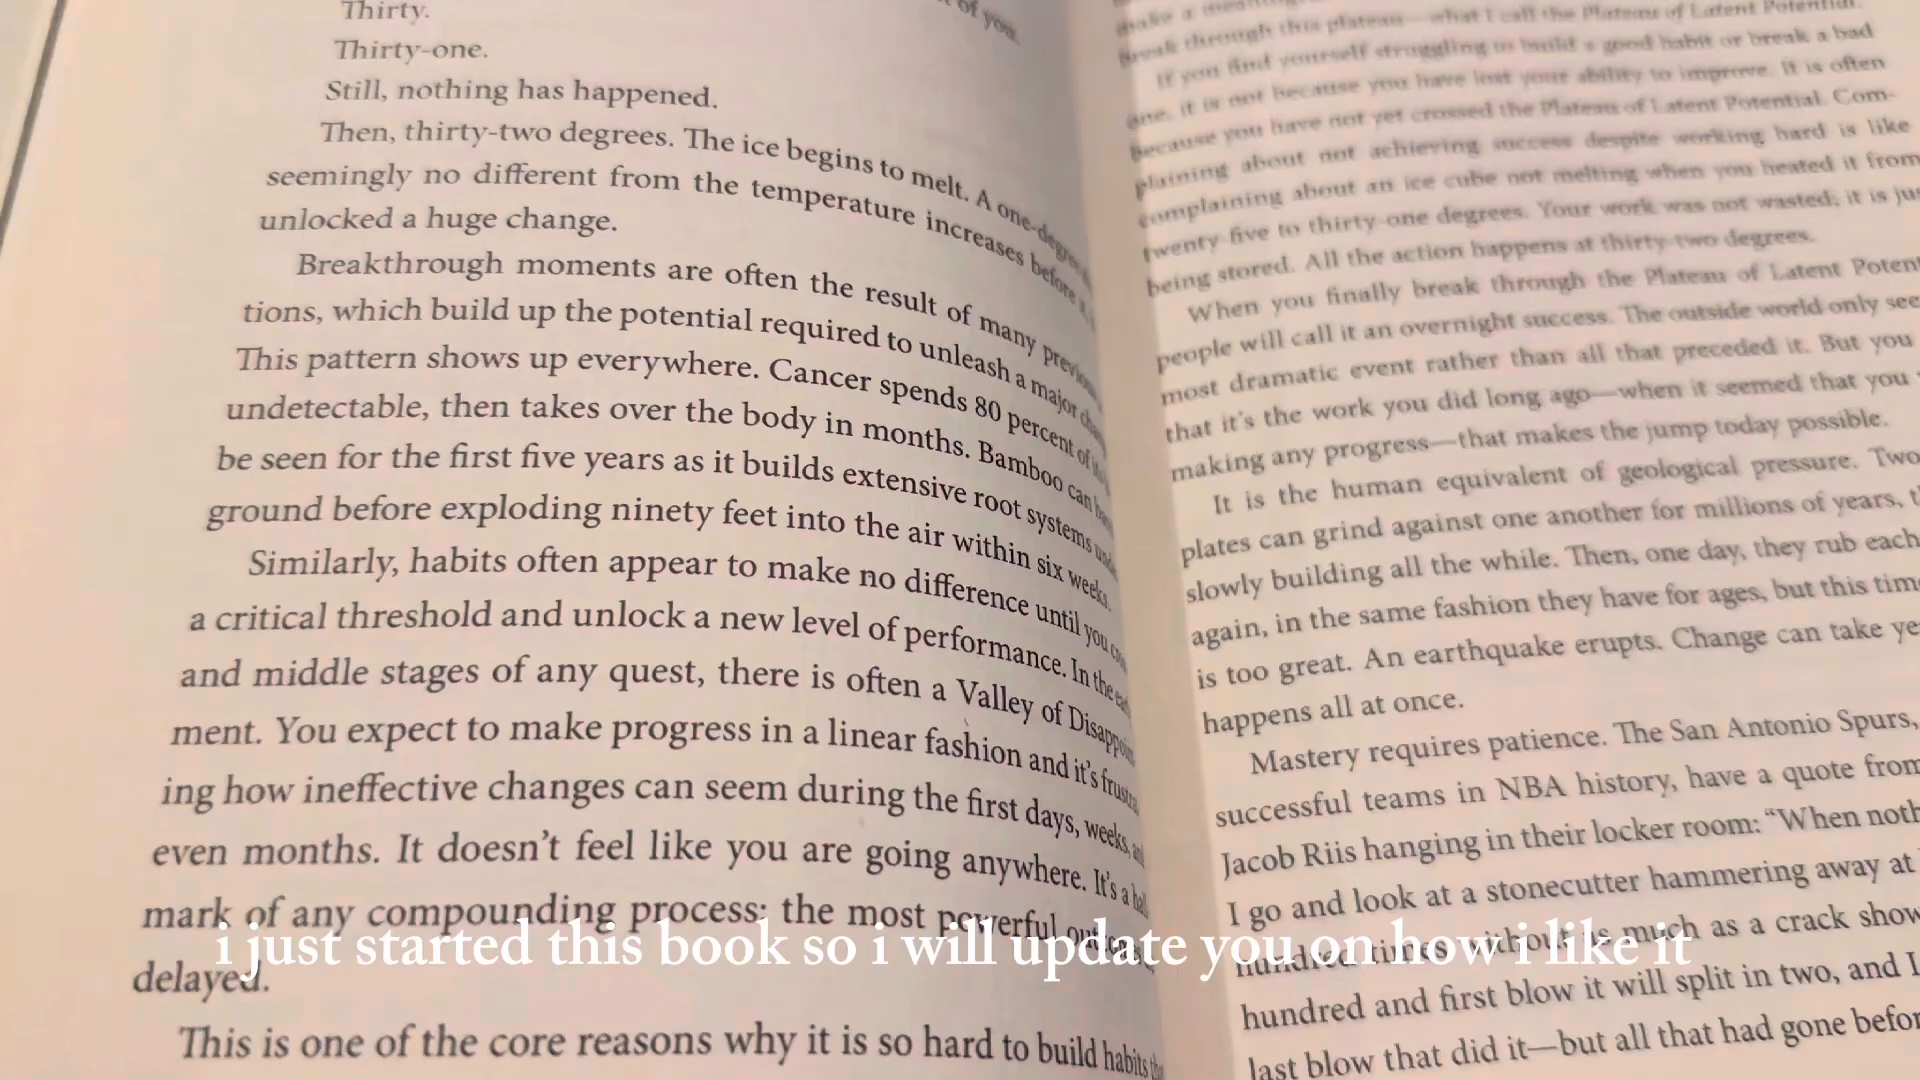 of you.
Thirty.
Thirty-one.
Still, nothing has happened.
Then, thirty-two degrees. The ice begins to melt. A one-degree
seemingly no different from the temperature increases before
unlocked a huge change.
Breakthrough moments are often the result of many
tions, which build up the potential required to unleash a major
This pattern shows up everywhere. Cancer spends 80 percent of
undetectable, then takes over the body in months. Bamboo can
be seen for the first five years as it builds extensive root systems
ground before exploding ninety feet into the air within six weeks.
Similarly, habits often appear to make no difference until you
a critical threshold and unlock a new level of performance. In the
and middle stages of any quest, there is often a Valley of Disappoint
ment. You expect to make progress in a linear fashion and it's
ing how ineffective changes can seem during the first days, weeks,
even months. It doesn't feel like you are going anywhere. It's a
mark of any compounding process: the most powerful
delayed.
This is one of the core reasons why it is so hard to build habits
make a
break through this plateau—what I call the Plateau of Latent Potential.
If you find yourself struggling to build a good habit or break a bad
one, it is not because you have lost your ability to improve. It is often
because you have not yet crossed the Plateau of Latent Potential. Com-
plaining about not achieving success despite working hard is like
complaining about an ice cube not melting when you heated it from
twenty-five to thirty-one degrees. Your work was not wasted; it is
being stored. All the action happens at thirty-two degrees.
When you finally break through the Plateau of Latent
people will call it an overnight success. The outside world only
most dramatic event rather than all that preceded it. But you
that it's the work you did long ago—when it seemed that you
making any progress—that makes the jump today possible.
It is the human equivalent of geological pressure. Two
plates can grind against one another for millions of years,
slowly building all the while. Then, one day, they rub each
again, in the same fashion they have for ages, but this
is too great. An earthquake erupts. Change can take
happens all at once.
Mastery requires patience. The San Antonio Spurs,
successful teams in NBA history, have a quote from
Jacob Riis hanging in their locker room: “When
I go and look at a stonecutter hammering away at
hundred times without as much as a crack
hundred and first blow it will split in two, and I
last blow that did it—but all that had gone
i just started this book so i will update you on how i like it